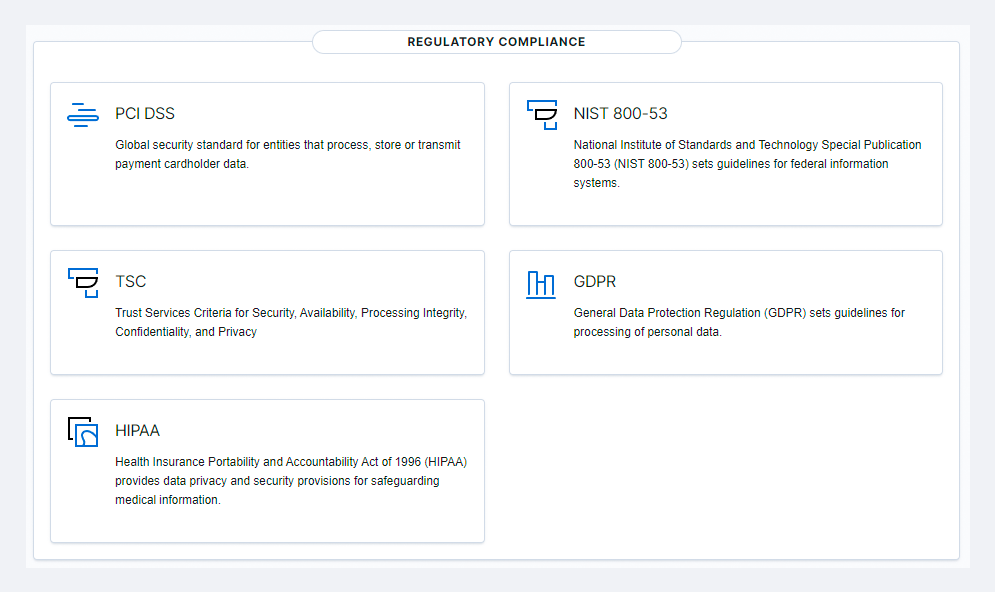 REGULATORY COMPLIANCE
PCI DSS
Global security standard for entities that process, store or transmit
payment cardholder data.
NIST 800-53
National Institute of Standards and Technology Special Publication
800-53 (NIST 800-53) sets guidelines for federal information
systems.
TSC
Trust Services Criteria for Security, Availability, Processing Integrity,
Confidentiality, and Privacy
GDPR
General Data Protection Regulation (GDPR) sets guidelines for
processing of personal data.
HIPAA
Health Insurance Portability and Accountability Act of 1996 (HIPAA)
provides data privacy and security provisions for safeguarding
medical information.